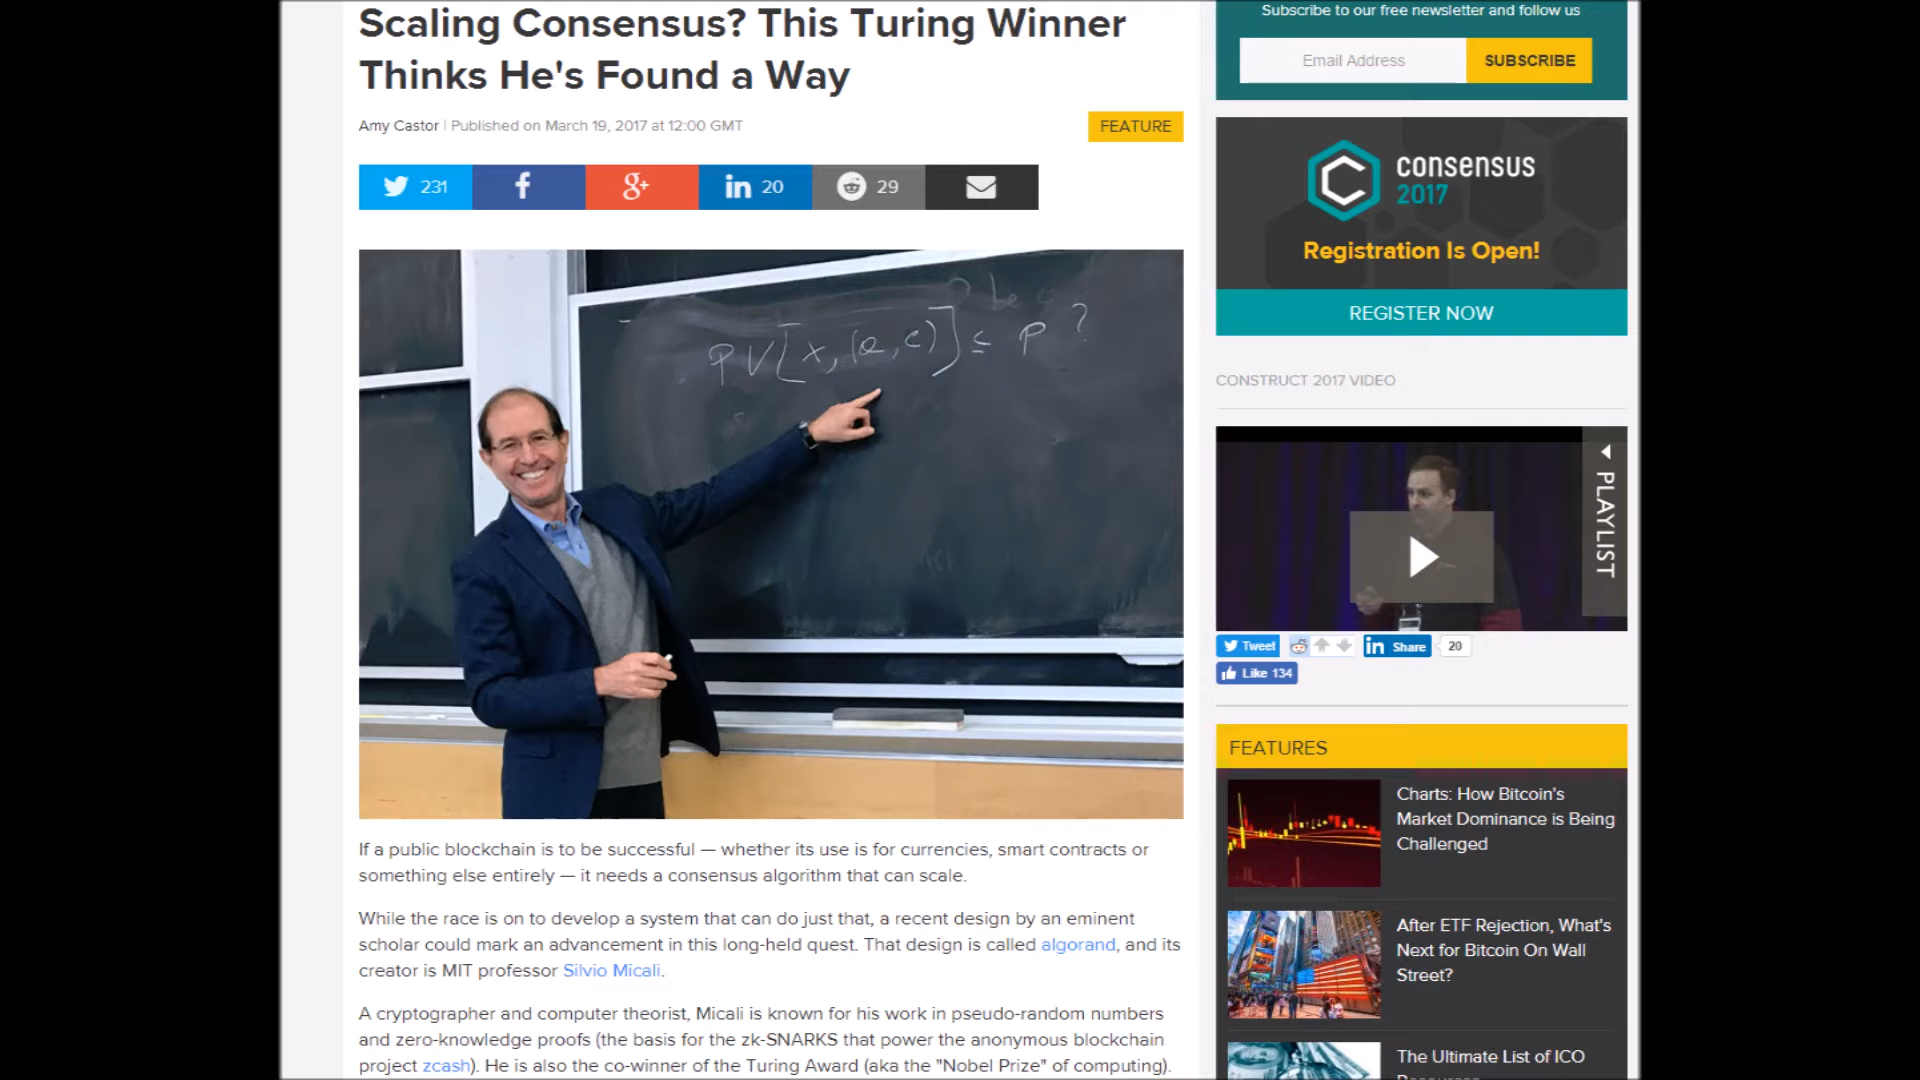 Scaling Consensus? This Turing Winner
Thinks He's Found a Way
Amy Castor | Published on March 19, 2017 at 12:00 GMT
FEATURE
231
20
29
PV[x, (Q, c)] ≤ p ?
If a public blockchain is to be successful — whether its use is for currencies, smart contracts or
something else entirely — it needs a consensus algorithm that can scale.
While the race is on to develop a system that can do just that, a recent design by an eminent
scholar could mark an advancement in this long-held quest. That design is called algorand, and its
creator is MIT professor Silvio Micali.
A cryptographer and computer theorist, Micali is known for his work in pseudo-random numbers
and zero-knowledge proofs (the basis for the zk-SNARKS that power the anonymous blockchain
project zcash). He is also the co-winner of the Turing Award (aka the "Nobel Prize" of computing).
Subscribe to our free newsletter and follow us
Email Address
SUBSCRIBE
consensus
2017
Registration Is Open!
REGISTER NOW
CONSTRUCT 2017 VIDEO
PLAYLIST
Tweet
Share
20
Like 134
FEATURES
Charts: How Bitcoin's
Market Dominance is Being
Challenged
After ETF Rejection, What's
Next for Bitcoin On Wall
Street?
The Ultimate List of ICO